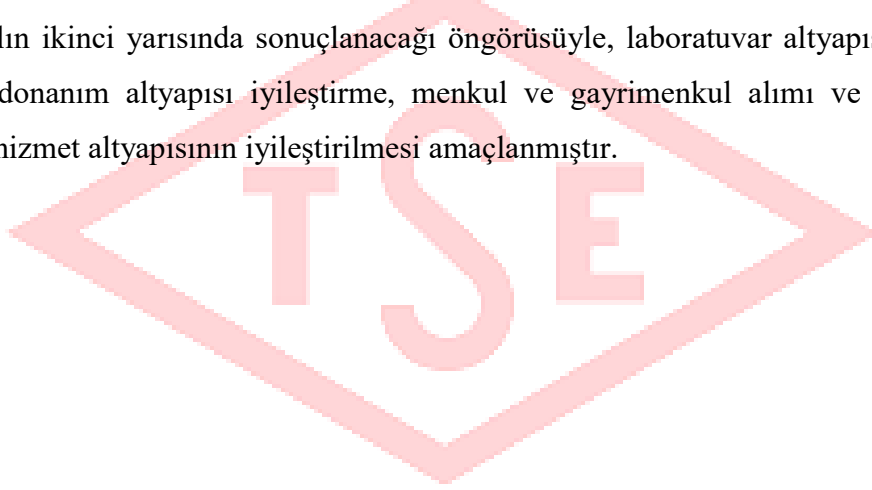 lın ikinci yarısında sonuçlanacağı öngörüsüyle, laboratuvar altyapıs
donanım altyapısı iyileştirme, menkul ve gayrimenkul alımı ve
hizmet altyapısının iyileştirilmesi amaçlanmıştır.
TSE